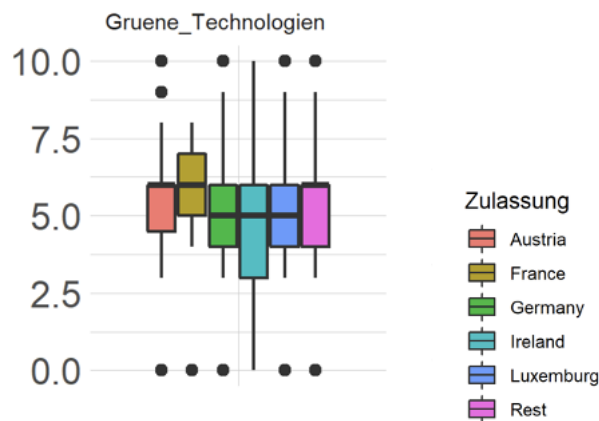 Gruene_Technologien
10.0
7.5
5.0
2.5
0.0
Zulassung
Austria
France
Germany
Ireland
Luxemburg
Rest